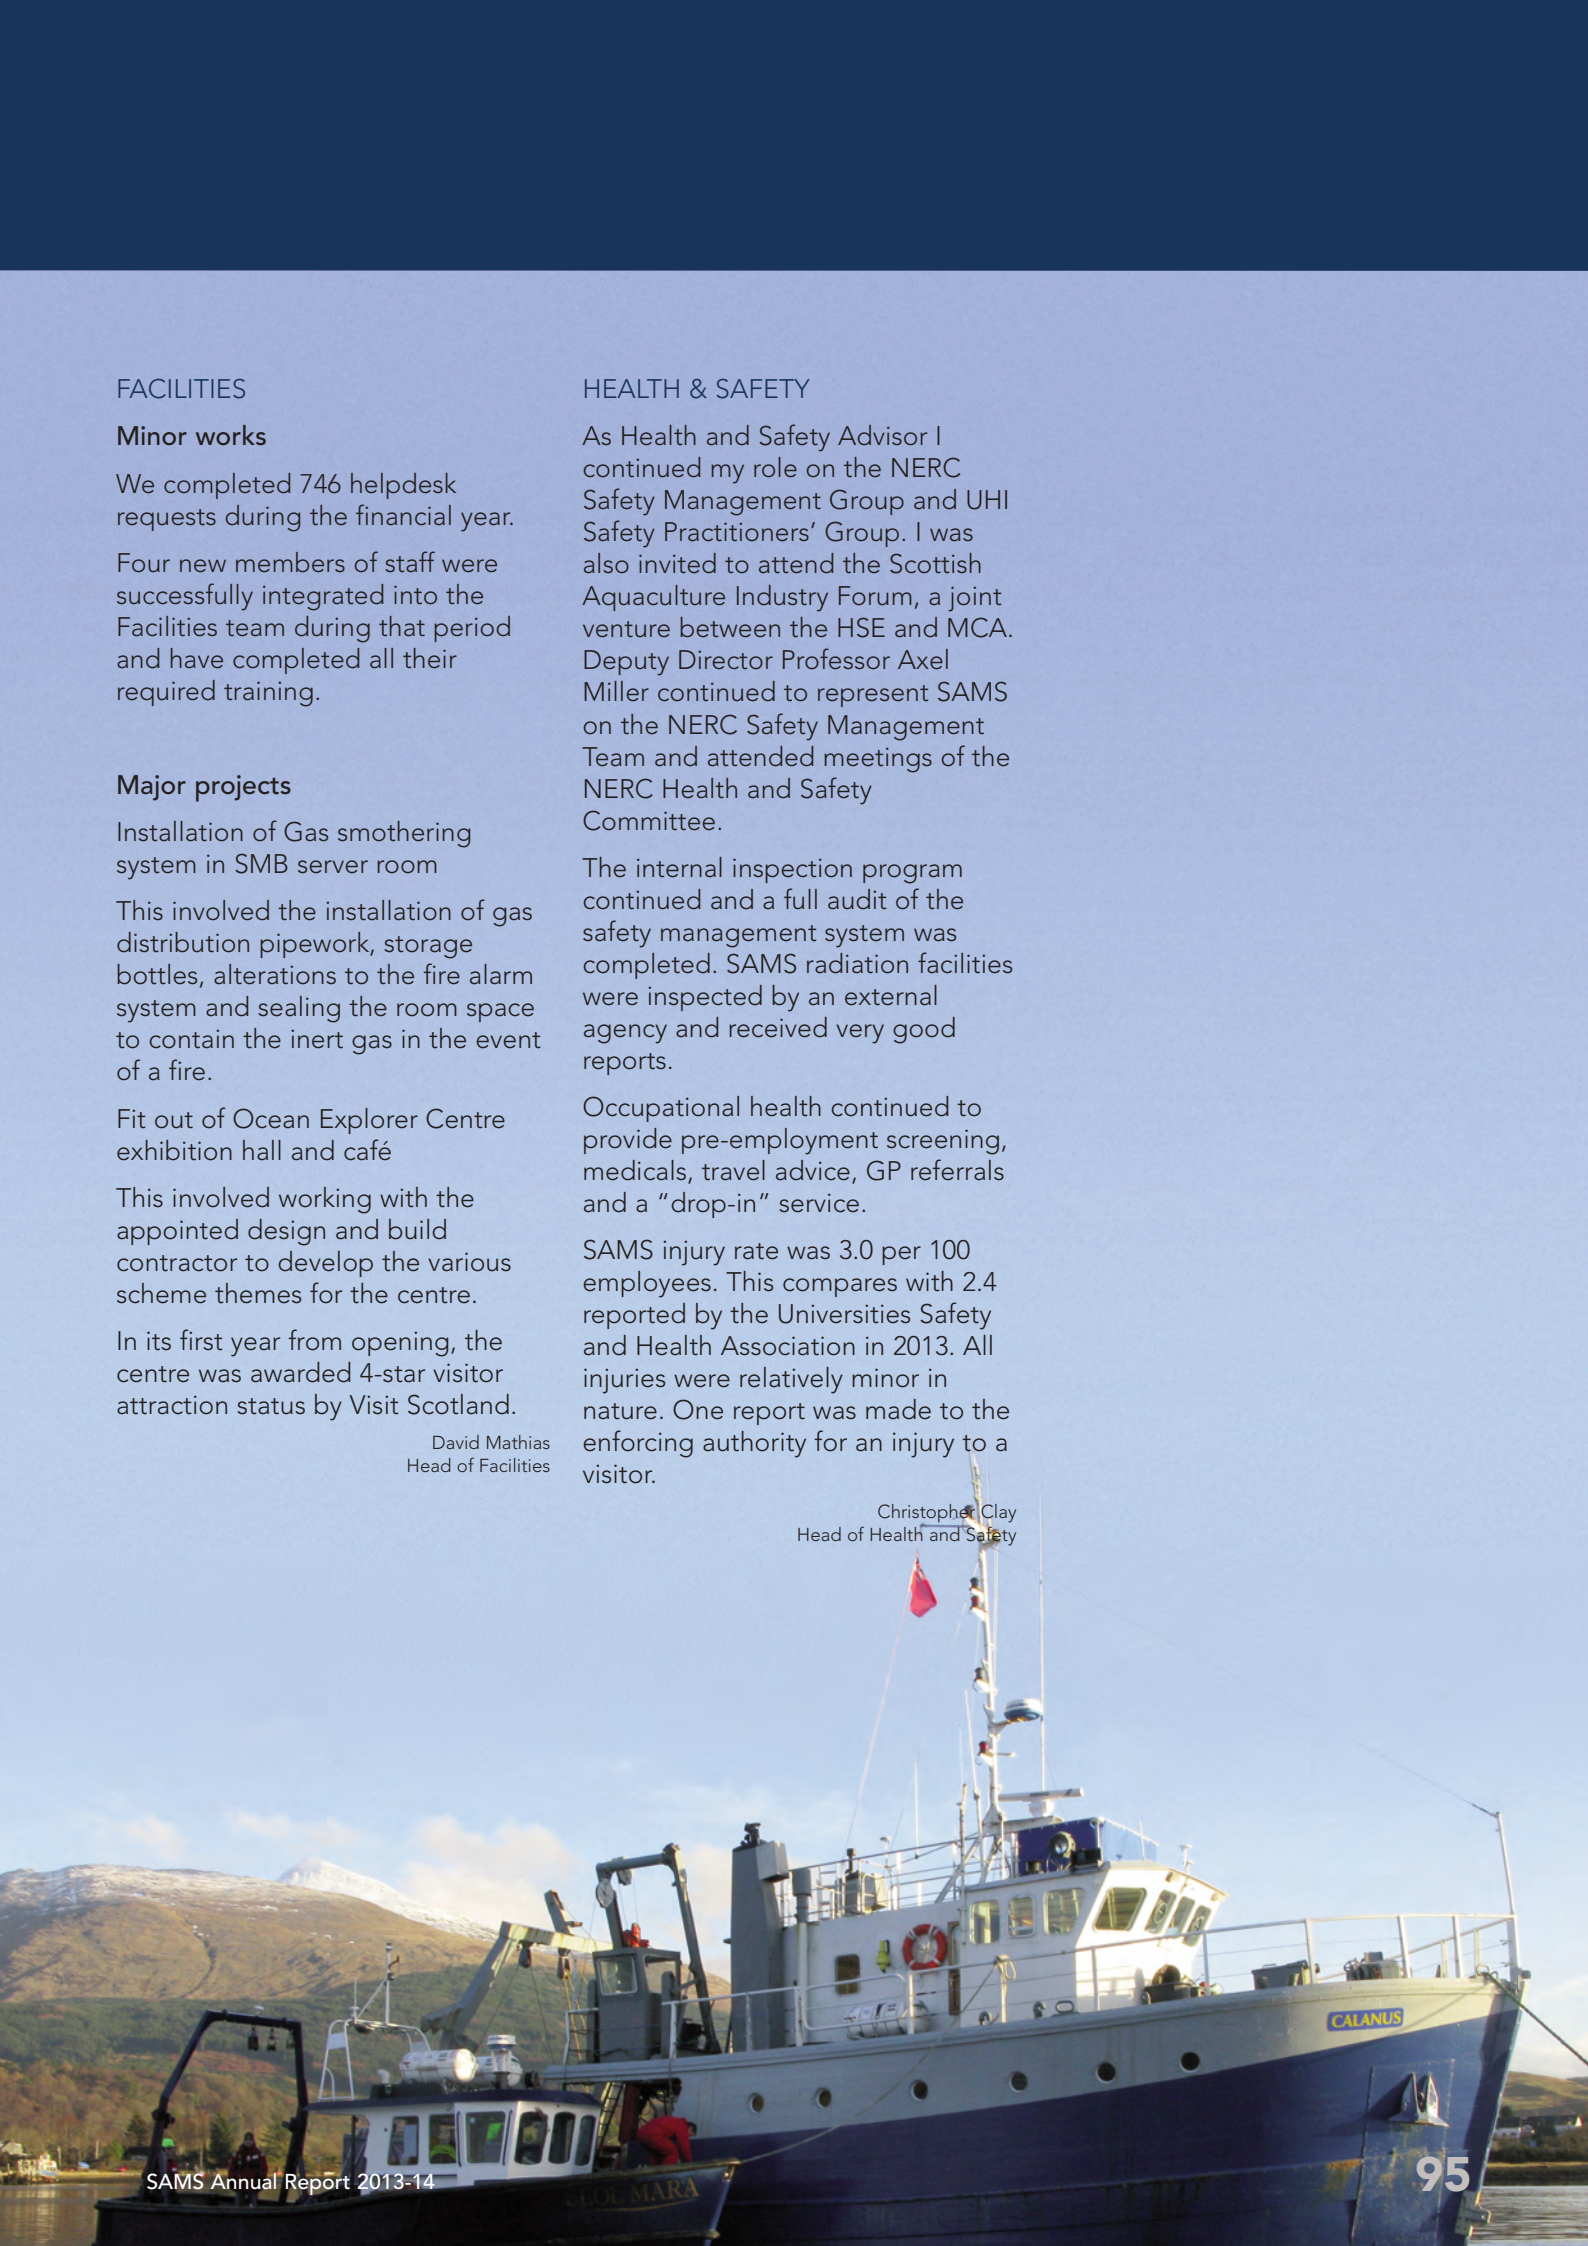 FACILITIES
Minor works
We completed 746 helpdesk
requests during the financial year.
Four new members of staff were
successfully integrated into the
Facilities team during that period
and have completed all their
required training.
Major projects
Installation of Gas smothering
system in SMB server room
This involved the installation of gas
distribution pipework, storage
bottles, alterations to the fire alarm
system and sealing the room space
to contain the inert gas in the event
of a fire.
Fit out of Ocean Explorer Centre
exhibition hall and café
This involved working with the
appointed design and build
contractor to develop the various
scheme themes for the centre.
In its first year from opening, the
centre was awarded 4-star visitor
attraction status by Visit Scotland.
David Mathias
Head of Facilities
HEALTH & SAFETY
As Health and Safety Advisor I
continued my role on the NERC
Safety Management Group and UHI
Safety Practitioners’ Group. I was
also invited to attend the Scottish
Aquaculture Industry Forum, a joint
venture between the HSE and MCA.
Deputy Director Professor Axel
Miller continued to represent SAMS
on the NERC Safety Management
Team and attended meetings of the
NERC Health and Safety
Committee.
The internal inspection program
continued and a full audit of the
safety management system was
completed. SAMS radiation facilities
were inspected by an external
agency and received very good
reports.
Occupational health continued to
provide pre-employment screening,
medicals, travel advice, GP referrals
and a “drop-in” service.
SAMS injury rate was 3.0 per 100
employees. This compares with 2.4
reported by the Universities Safety
and Health Association in 2013. All
injuries were relatively minor in
nature. One report was made to the
enforcing authority for an injury to a
visitor.
Christopher Clay
Head of Health and Safety
CALANUS
SEOL MARA
SAMS Annual Report 2013-14
95